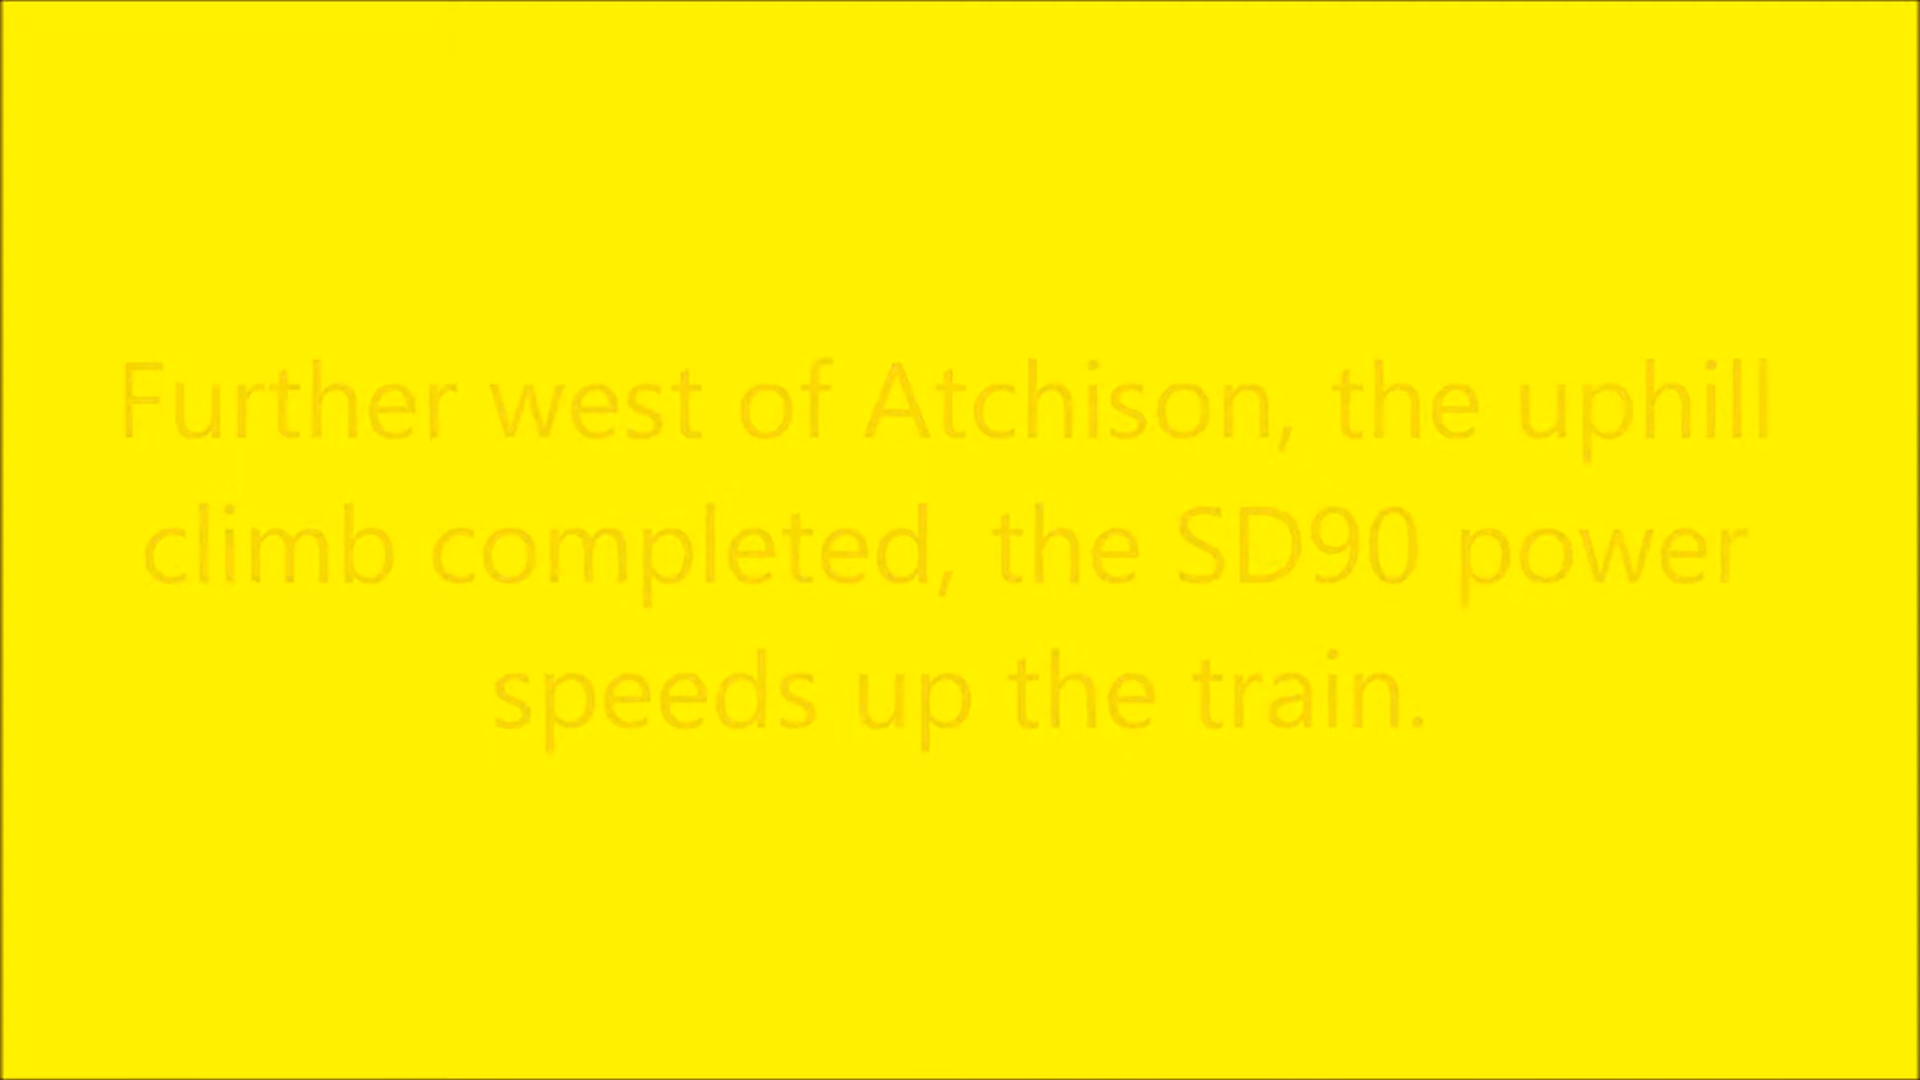 Further west of Atchison, the uphill
climb completed, the SD90 power
speeds up the train.